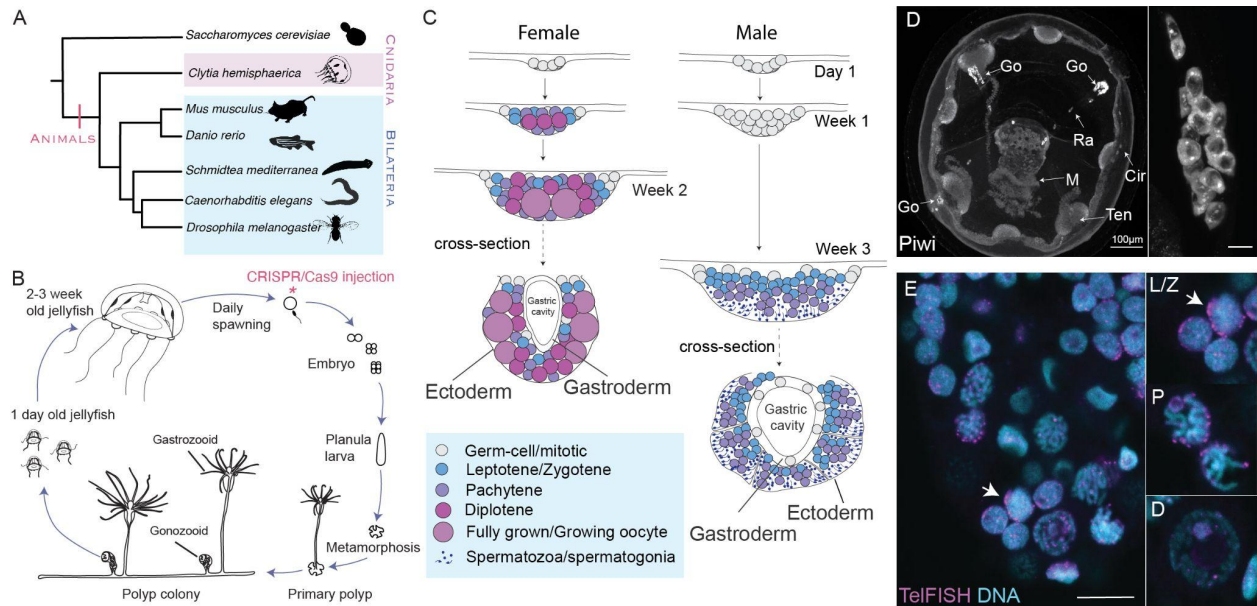 A
Saccharomyces cerevisiae
Clytia hemisphaerica
Mus musculus
Danio rerio
Schmidtea mediterranea
Caenorhabditis elegans
Drosophila melanogaster
ANIMALS
CNIDARIA
BILATERIA
B
CRISPR/Cas9 injection
*
2-3 week
old jellyfish
Daily
spawning
Embryo
1 day old jellyfish
Planula
larva
Gastrozooid
Gonozooid
Metamorphosis
Polyp colony
Primary polyp
C
Female
Male
Day 1
Week 1
Week 2
Week 3
cross-section
cross-section
Gastric
cavity
Ectoderm
Gastroderm
Gastric
cavity
Gastroderm
Ectoderm
Germ-cell/mitotic
Leptotene/Zygotene
Pachytene
Diplotene
Fully grown/Growing oocyte
Spermatozoa/spermatogonia
D
Go
Go
Ra
M
Cir
Go
Ten
Piwi
100µm
E
L/Z
P
D
TelFISH DNA